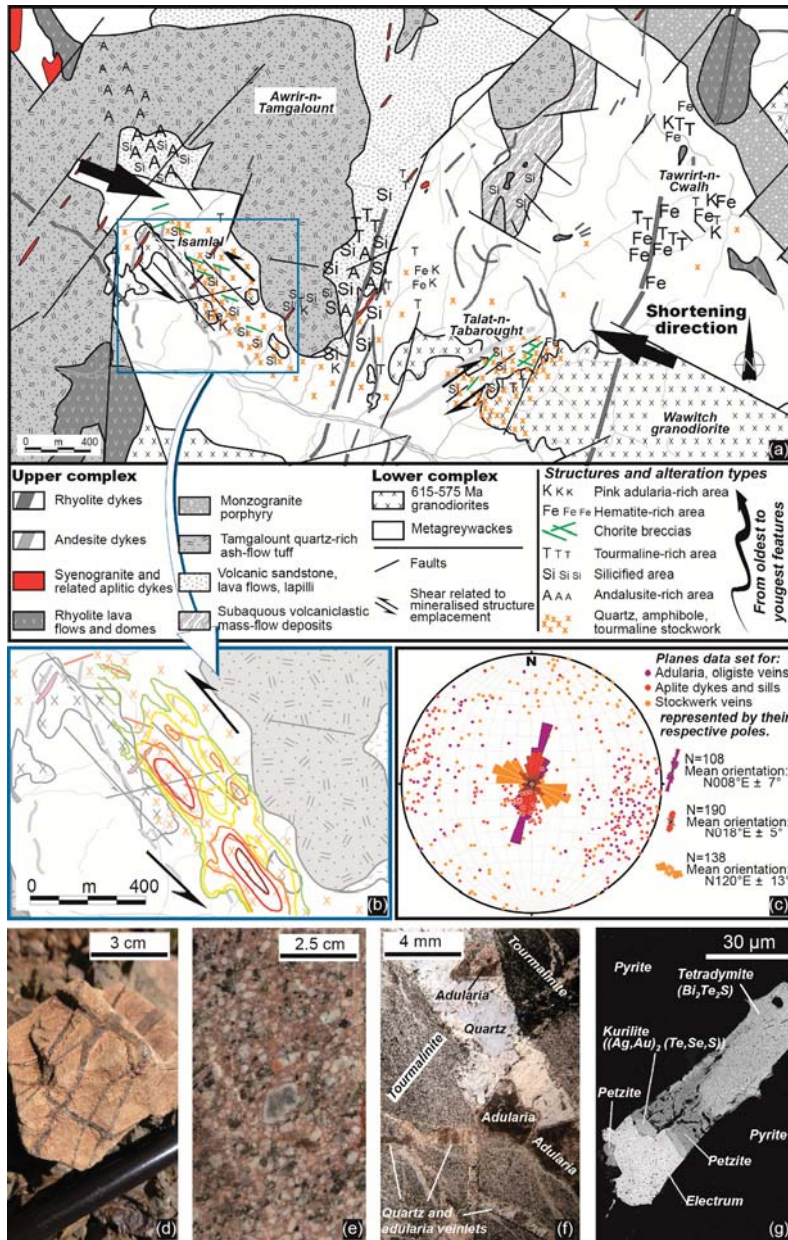 Awrir-n-
Tamgalount
Isamlal
Tawrirt-n-
Cwalh
Talat-n-
Tabarought
Shortening
direction
N
Wawitch
granodiorite
0 m 400
(a)
Upper complex
Rhyolite dykes
Andesite dykes
Syenogranite and
related aplitic dykes
Rhyolite lava
flows and domes
Monzogranite
porphyry
Tamgalount quartz-rich
ash-flow tuff
Volcanic sandstone,
lava flows, lapilli
Subaquous volcaniclastic
mass-flow deposits
Lower complex
615-575 Ma
granodiorites
Metagreywackes
Faults
Shear related to
mineralised structure
emplacement
Structures and alteration types
K K K Pink adularia-rich area
Fe Fe Fe Hematite-rich area
Chorite breccias
T T T Tourmaline-rich area
Si Si Si Silicified area
A A A Andalusite-rich area
Quartz, amphibole,
tourmaline stockwork
From oldest to
yougest features
0 m 400
(b)
N
Planes data set for:
Adularia, oligiste veins
Aplite dykes and sills
Stockwerk veins
represented by their
respective poles.
N=108
Mean orientation:
N008°E ± 7°
N=190
Mean orientation:
N018°E ± 5°
N=138
Mean orientation:
N120°E ± 13°
(c)
3 cm
(d)
2.5 cm
(e)
4 mm
Tourmalinite
Adularia
Quartz
Tourmalinite
Adularia
Adularia
Quartz and
adularia veinlets
(f)
30 µm
Pyrite
Tetradymite
(Bi2Te2S)
Kurilite
((Ag,Au)2 (Te,Se,S))
Petzite
Pyrite
Petzite
Electrum
(g)